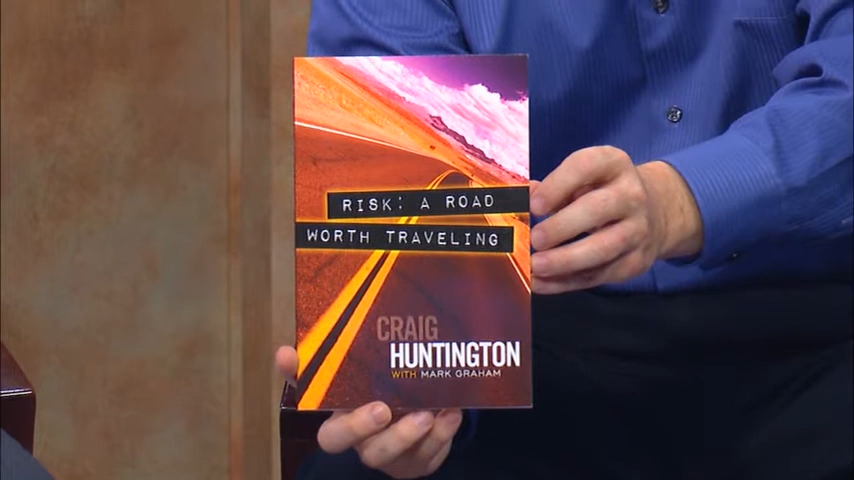 RISK: A ROAD
WORTH TRAVELING
CRAIG
HUNTINGTON
WITH MARK GRAHAM